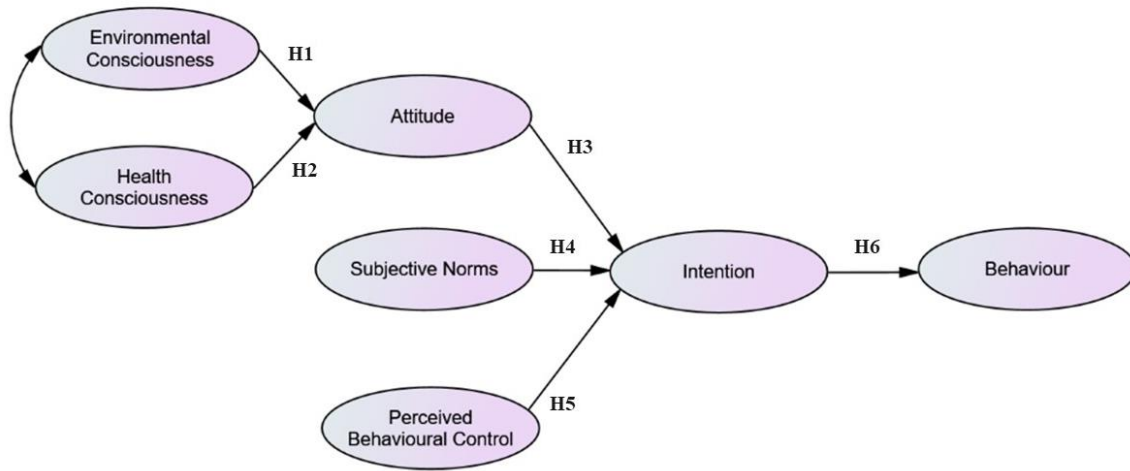 Environmental
Consciousness
H1
Attitude
Health
Consciousness
H2
H3
Subjective Norms
H4
Intention
H6
Behaviour
Perceived
Behavioural Control
H5